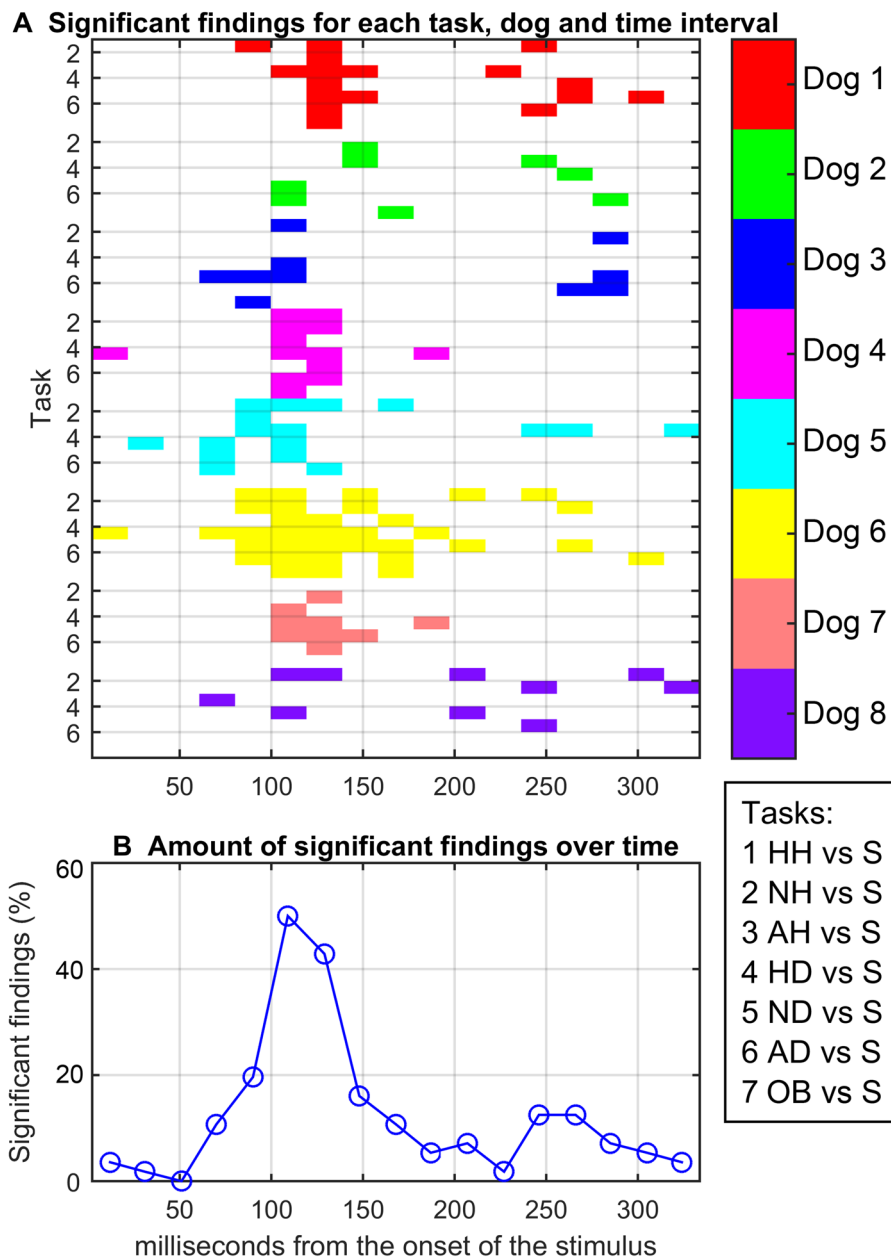 A Significant findings for each task, dog and time interval
Task
2
4
6
2
4
6
2
4
6
2
4
6
2
4
6
2
4
6
2
4
6
2
4
6
50 100 150 200 250 300
Dog 1
Dog 2
Dog 3
Dog 4
Dog 5
Dog 6
Dog 7
Dog 8
B Amount of significant findings over time
Significant findings (%)
60
40
20
0
50 100 150 200 250 300
milliseconds from the onset of the stimulus
Tasks:
1 HH vs S
2 NH vs S
3 AH vs S
4 HD vs S
5 ND vs S
6 AD vs S
7 OB vs S